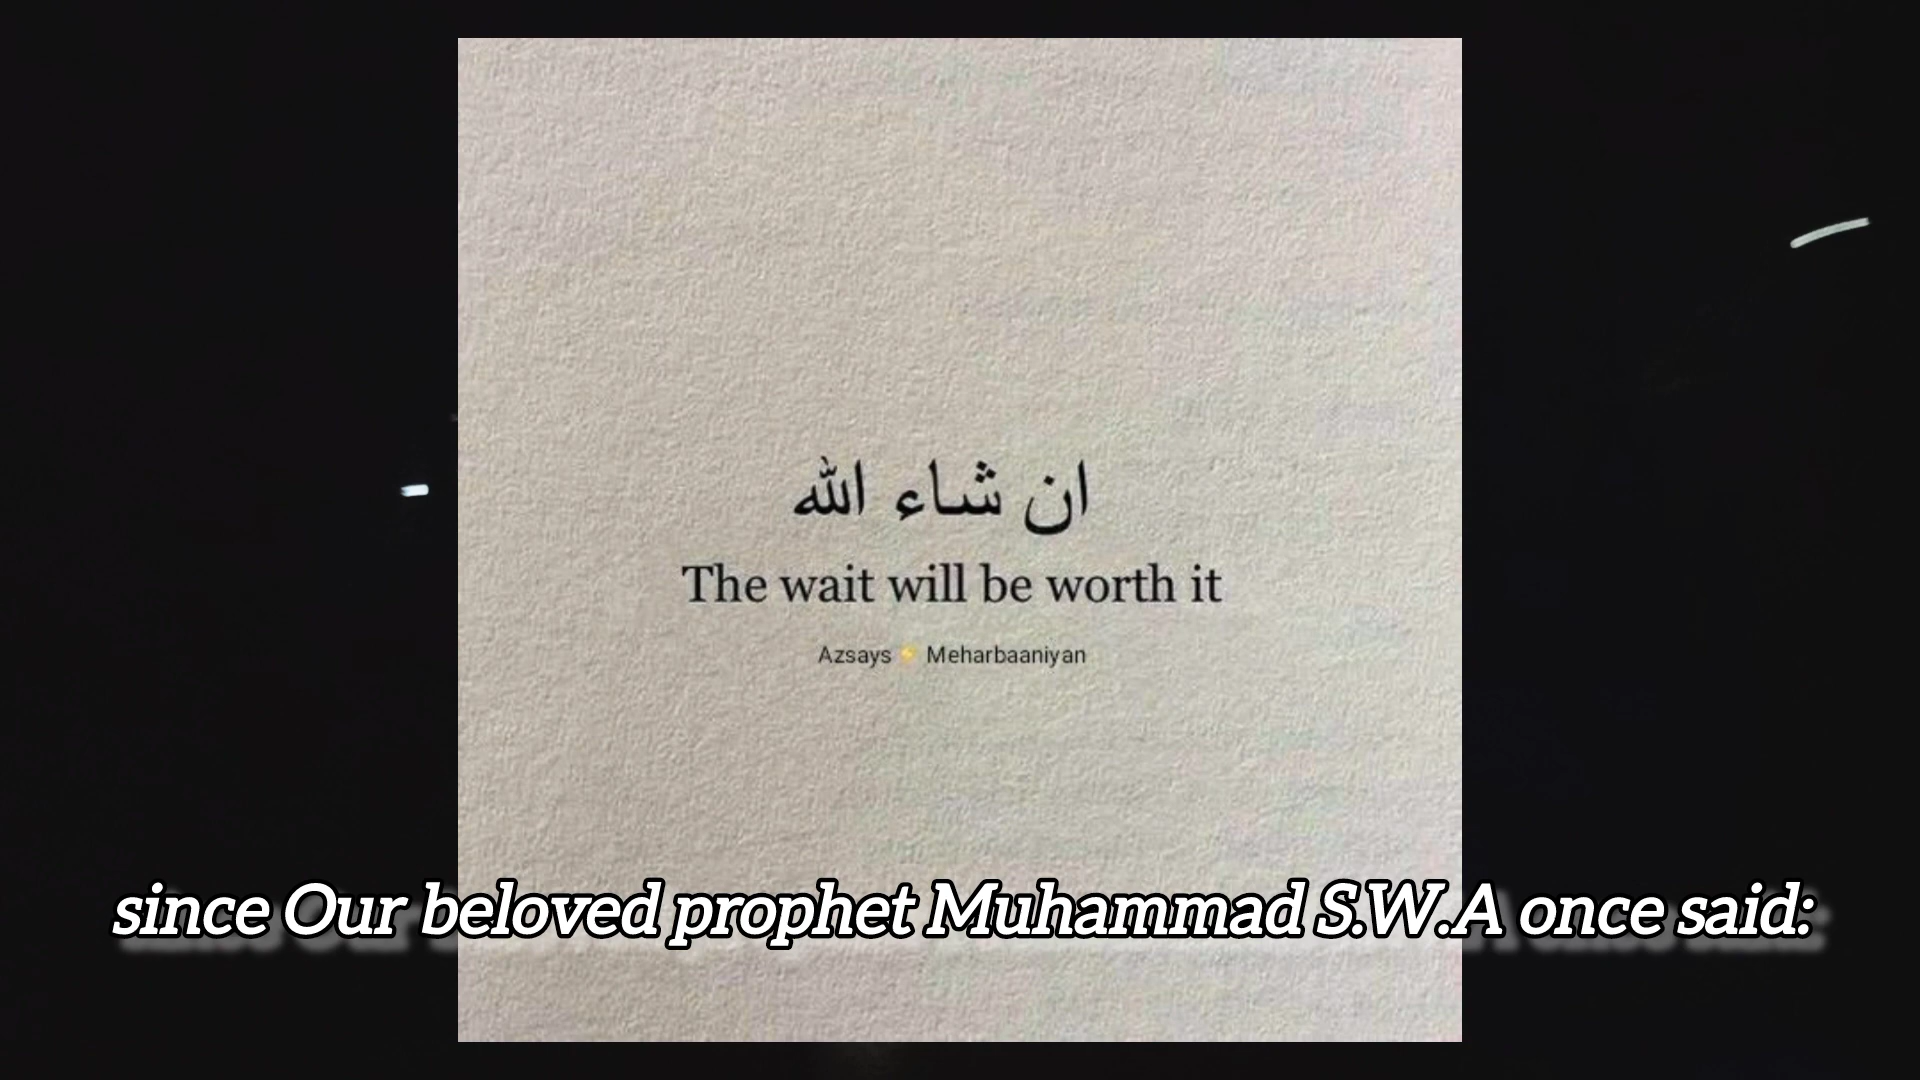 ان شاء الله
The wait will be worth it
Azsays Meharbaaniyan
since Our beloved prophet Muhammad S.W.A once said: